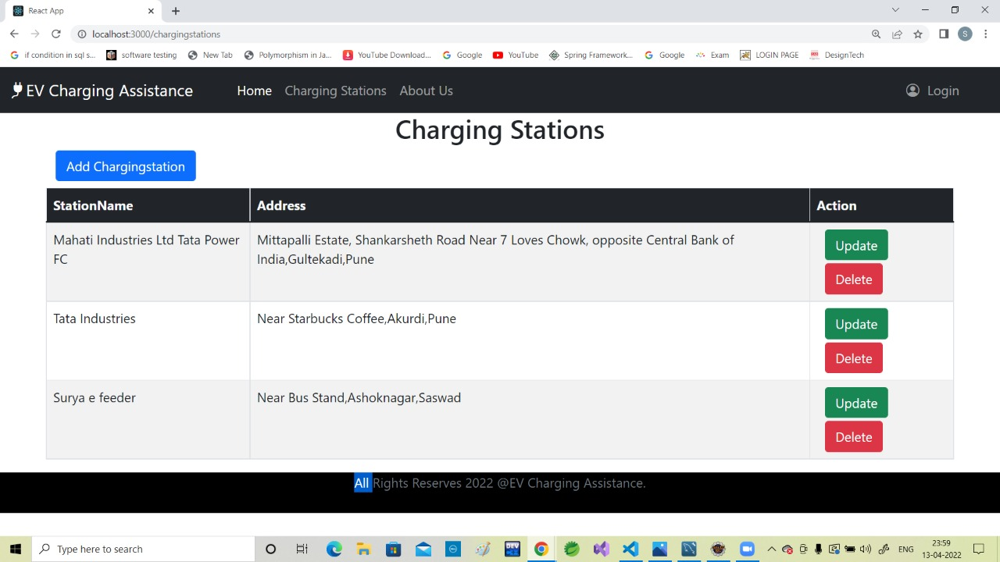 React App
localhost:3000/chargingstations
S
if condition in sql s...
software testing
New Tab
Polymorphism in Ja...
YouTube Download...
Google
YouTube
Spring Framework...
Google
Exam
LOGIN PAGE
DesignTech
EV Charging Assistance
Home
Charging Stations
About Us
Login
Charging Stations
Add Chargingstation
StationName
Address
Action
Mahati Industries Ltd Tata Power
FC
Mittapalli Estate, Shankarsheth Road Near 7 Loves Chowk, opposite Central Bank of
India,Gultekadi,Pune
Update
Delete
Tata Industries
Near Starbucks Coffee,Akurdi,Pune
Update
Delete
Surya e feeder
Near Bus Stand,Ashoknagar,Saswad
Update
Delete
All Rights Reserves 2022 @EV Charging Assistance.
Type here to search
DEV
ENG
23:59
13-04-2022